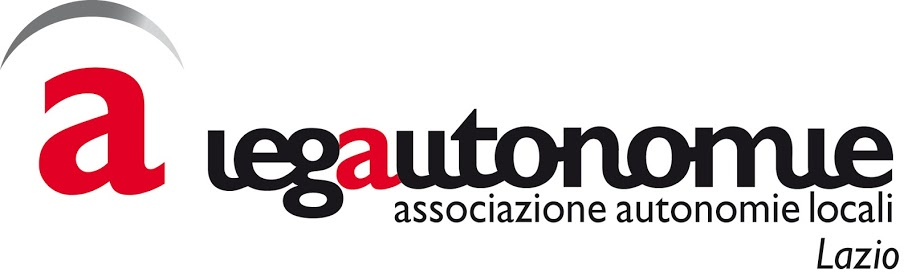 a
legautonomie
associazione autonomie locali
Lazio